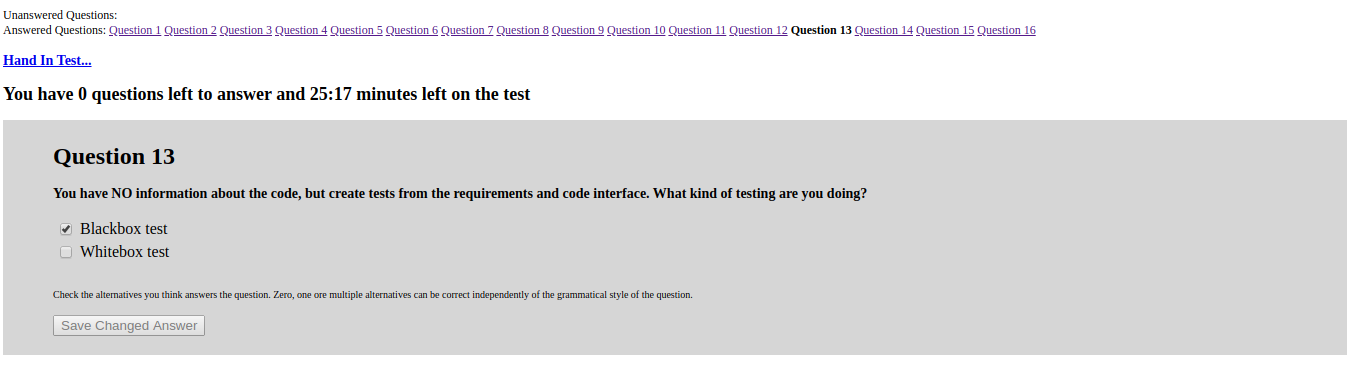 Unanswered Questions:
Answered Questions: Question 1 Question 2 Question 3 Question 4 Question 5 Question 6 Question 7 Question 8 Question 9 Question 10 Question 11 Question 12 Question 13 Question 14 Question 15 Question 16
Hand In Test...
You have 0 questions left to answer and 25:17 minutes left on the test
Question 13
You have NO information about the code, but create tests from the requirements and code interface. What kind of testing are you doing?
Blackbox test
Whitebox test
Check the alternatives you think answers the question. Zero, one ore multiple alternatives can be correct independently of the grammatical style of the question.
Save Changed Answer